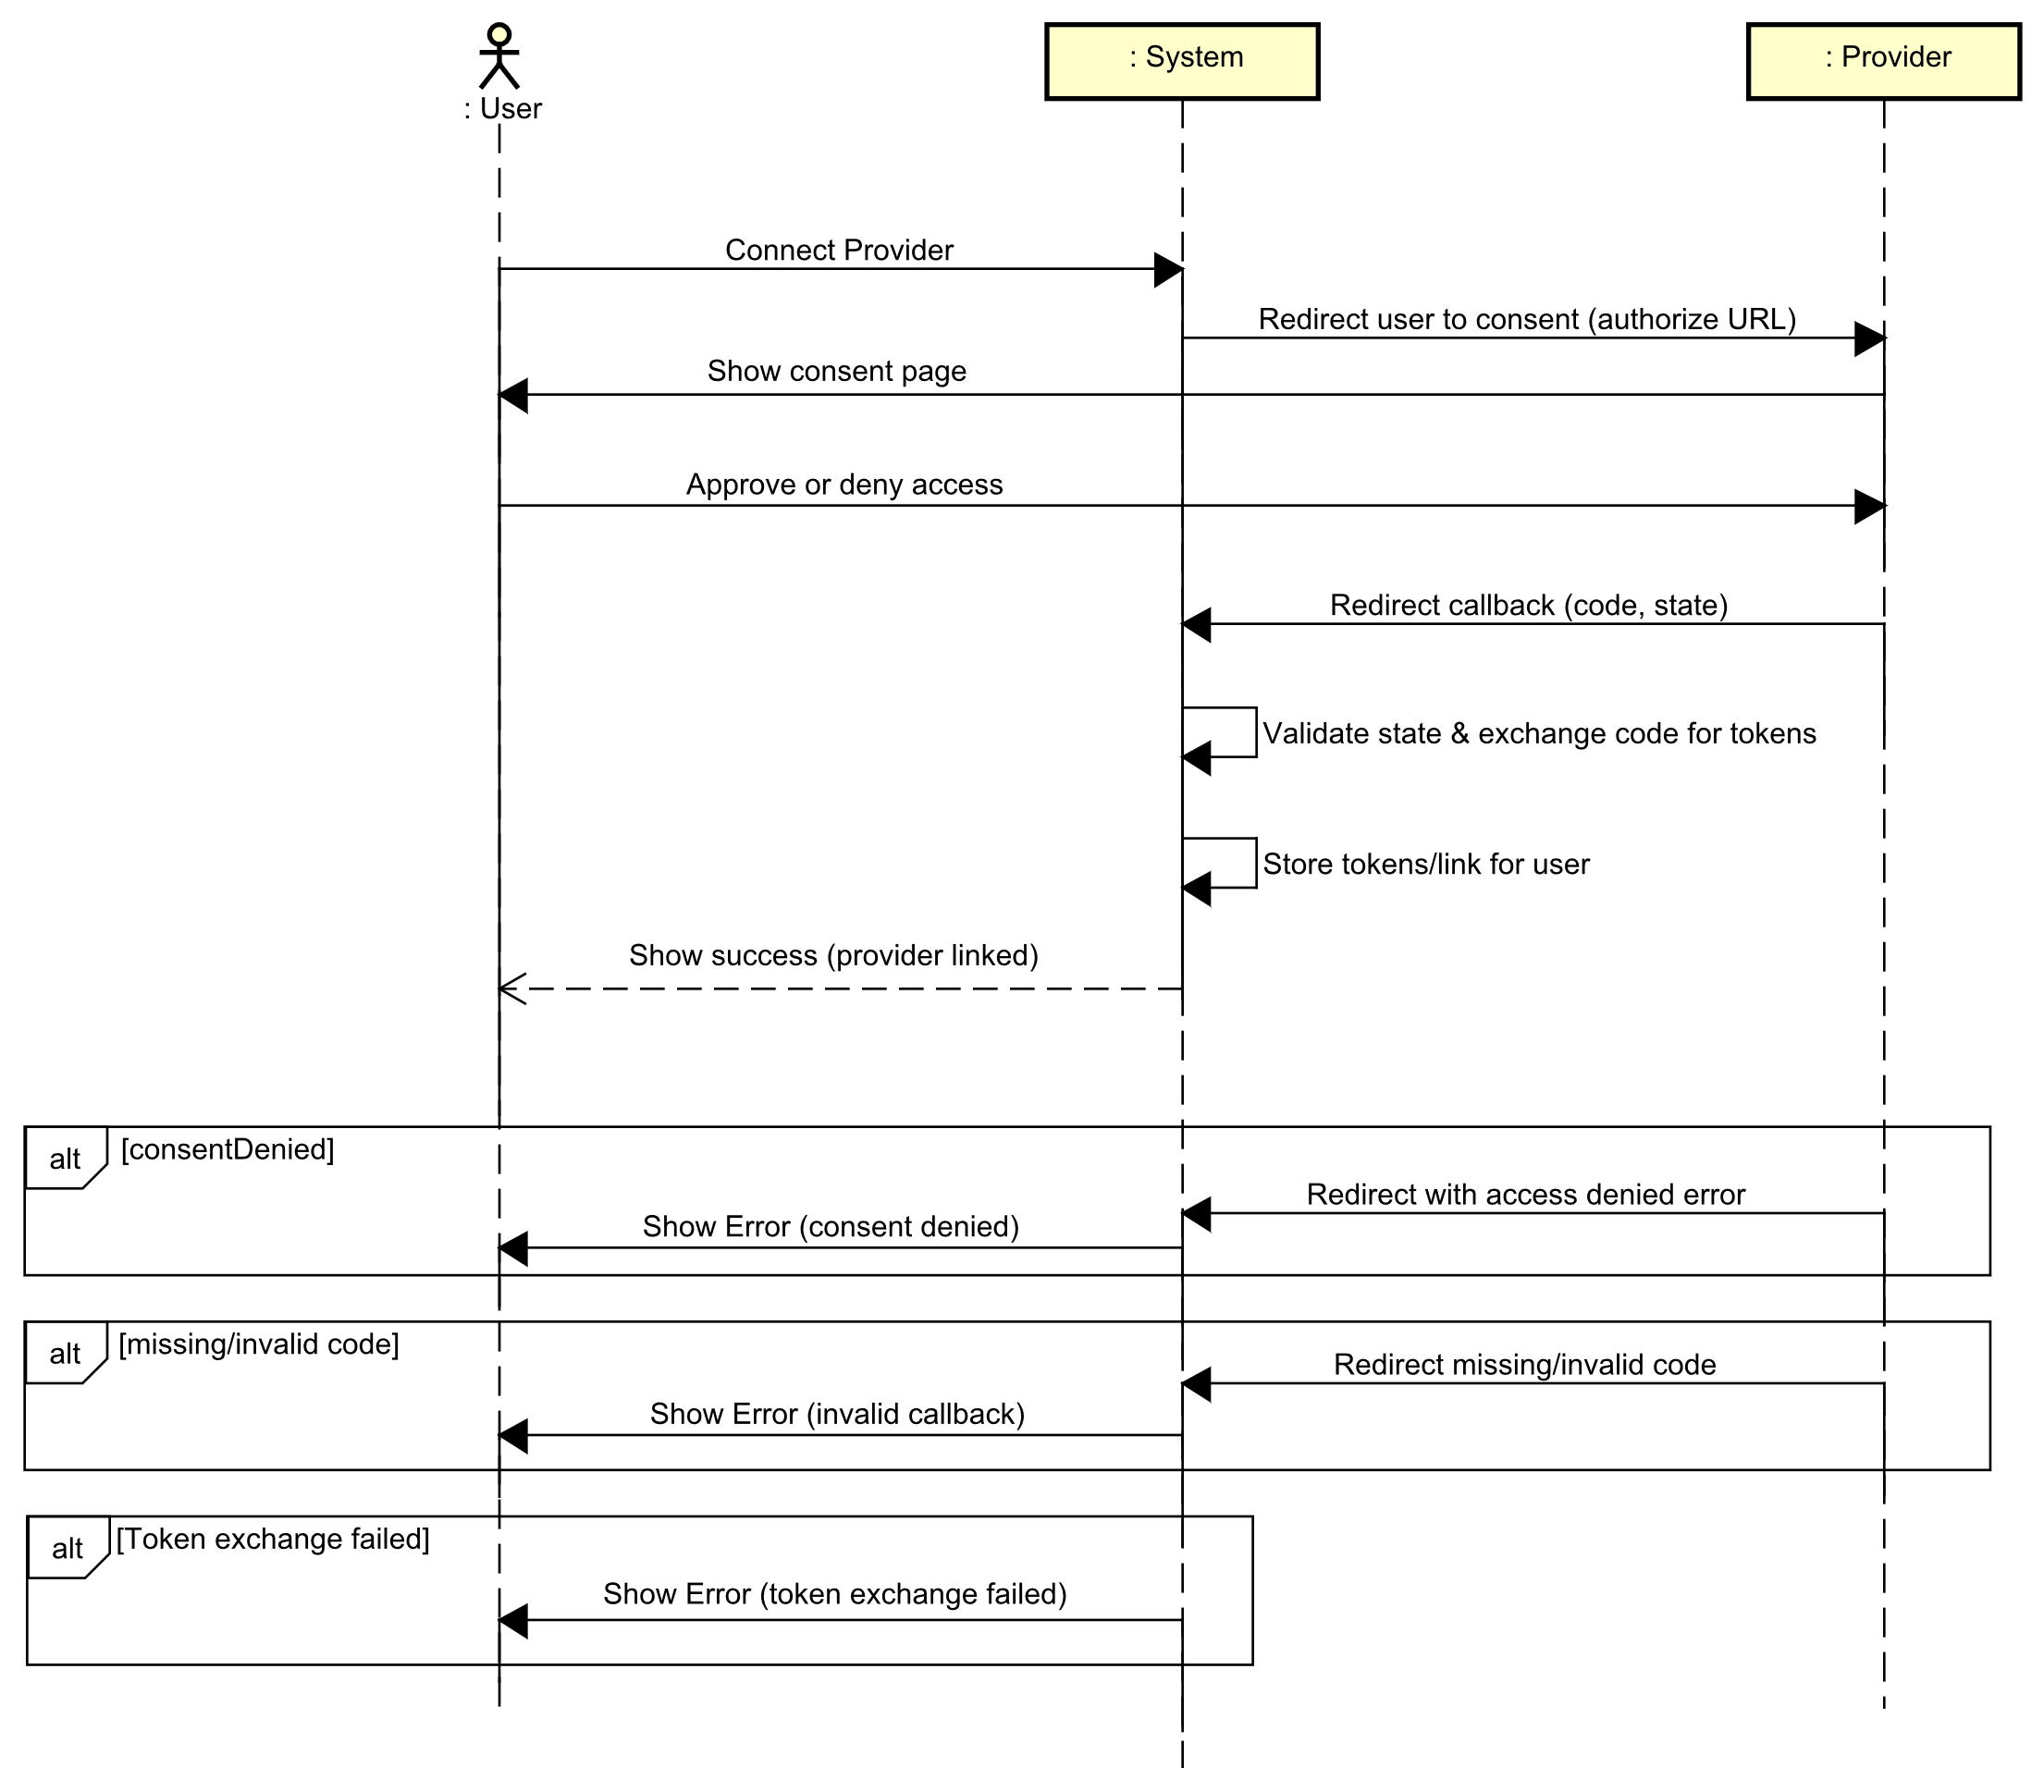 : User
: System
: Provider
Connect Provider
Redirect user to consent (authorize URL)
Show consent page
Approve or deny access
Redirect callback (code, state)
Validate state & exchange code for tokens
Store tokens/link for user
Show success (provider linked)
alt [consentDenied]
Redirect with access denied error
Show Error (consent denied)
alt [missing/invalid code]
Redirect missing/invalid code
Show Error (invalid callback)
alt [Token exchange failed]
Show Error (token exchange failed)